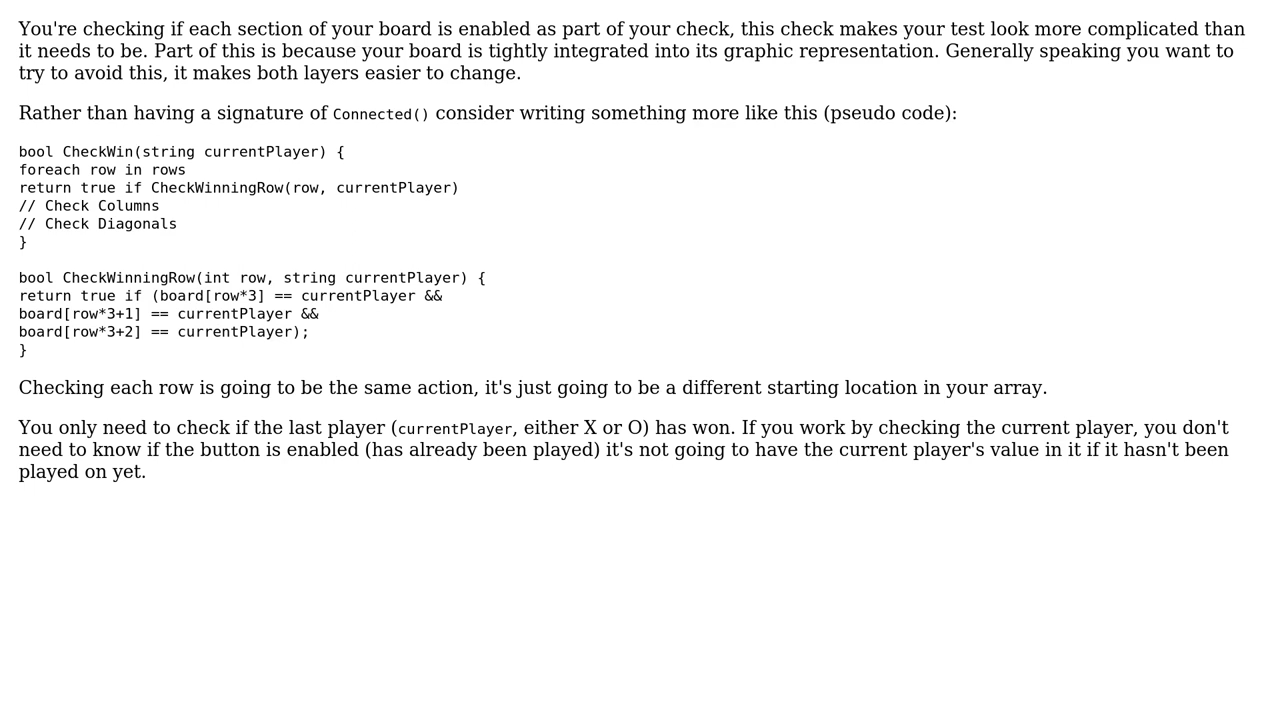 You're checking if each section of your board is enabled as part of your check, this check makes your test look more complicated than
it needs to be. Part of this is because your board is tightly integrated into its graphic representation. Generally speaking you want to
try to avoid this, it makes both layers easier to change.
Rather than having a signature of Connected() consider writing something more like this (pseudo code):
bool CheckWin(string currentPlayer) {
foreach row in rows
return true if CheckWinningRow(row, currentPlayer)
// Check Columns
// Check Diagonals
}
bool CheckWinningRow(int row, string currentPlayer) {
return true if (board[row*3] == currentPlayer &&
board[row*3+1] == currentPlayer &&
board[row*3+2] == currentPlayer);
}
Checking each row is going to be the same action, it's just going to be a different starting location in your array.
You only need to check if the last player (currentPlayer, either X or O) has won. If you work by checking the current player, you don't
need to know if the button is enabled (has already been played) it's not going to have the current player's value in it if it hasn't been
played on yet.